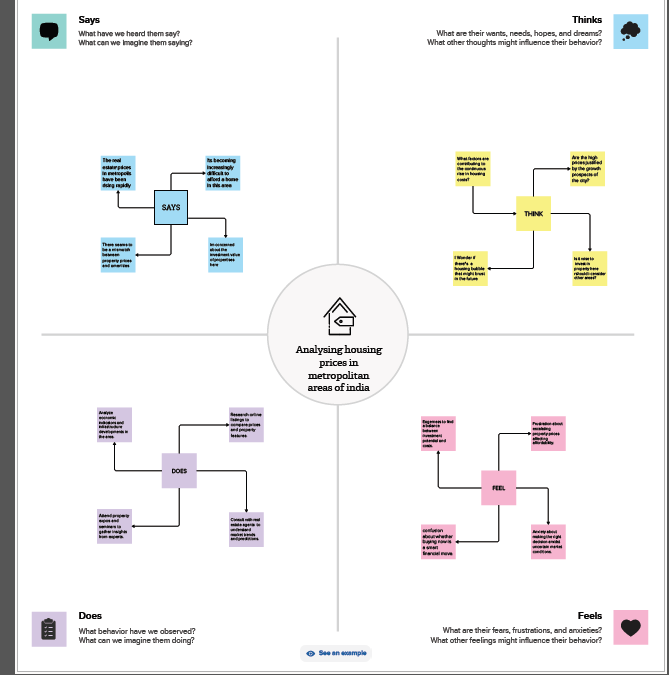 Says
What have we heard them say?
What can we imagine them saying?
Thinks
What are their wants, needs, hopes, and dreams?
What other thoughts might influence their behavior?
The real
estate prices
in metropolis
have been
rising rapidly
Its becoming
increasingly
difficult to
afford a home
in this area
SAYS
There seems to
be a mismatch
between
property prices
and amenities
Im concerned
about the
investment value
of properties
here
What factors are
contributing to
the continuous
rise in housing
costs?
Are the high
prices justified
by the growth
prospects of
the city?
THINK
I Wonder if
there's a
housing bubble
that might brust
in the future
Is it wise to
invest in
property here
or should i consider
other areas?
Analysing housing
prices in
metropolitan
areas of india
Analyze
economic
indicators and
infrastructure
developments in
the area.
Research online
listings to
compare prices
and property
features.
DOES
Attend property
expos and
seminars to
gather insights
from experts.
Consult with real
estate agents to
understand
market trends
and predictions.
Eagerness to find
a balance
between
investment
potential and
costs.
Frustration about
escalating
property prices
affecting
affordability.
FEEL
confusion
about whether
buying now is
a smart
financial move.
Anxiety about
making the right
decision amidst
uncertain market
conditions.
Does
What behavior have we observed?
What can we imagine them doing?
Feels
What are their fears, frustrations, and anxieties?
What other feelings might influence their behavior?
See an example